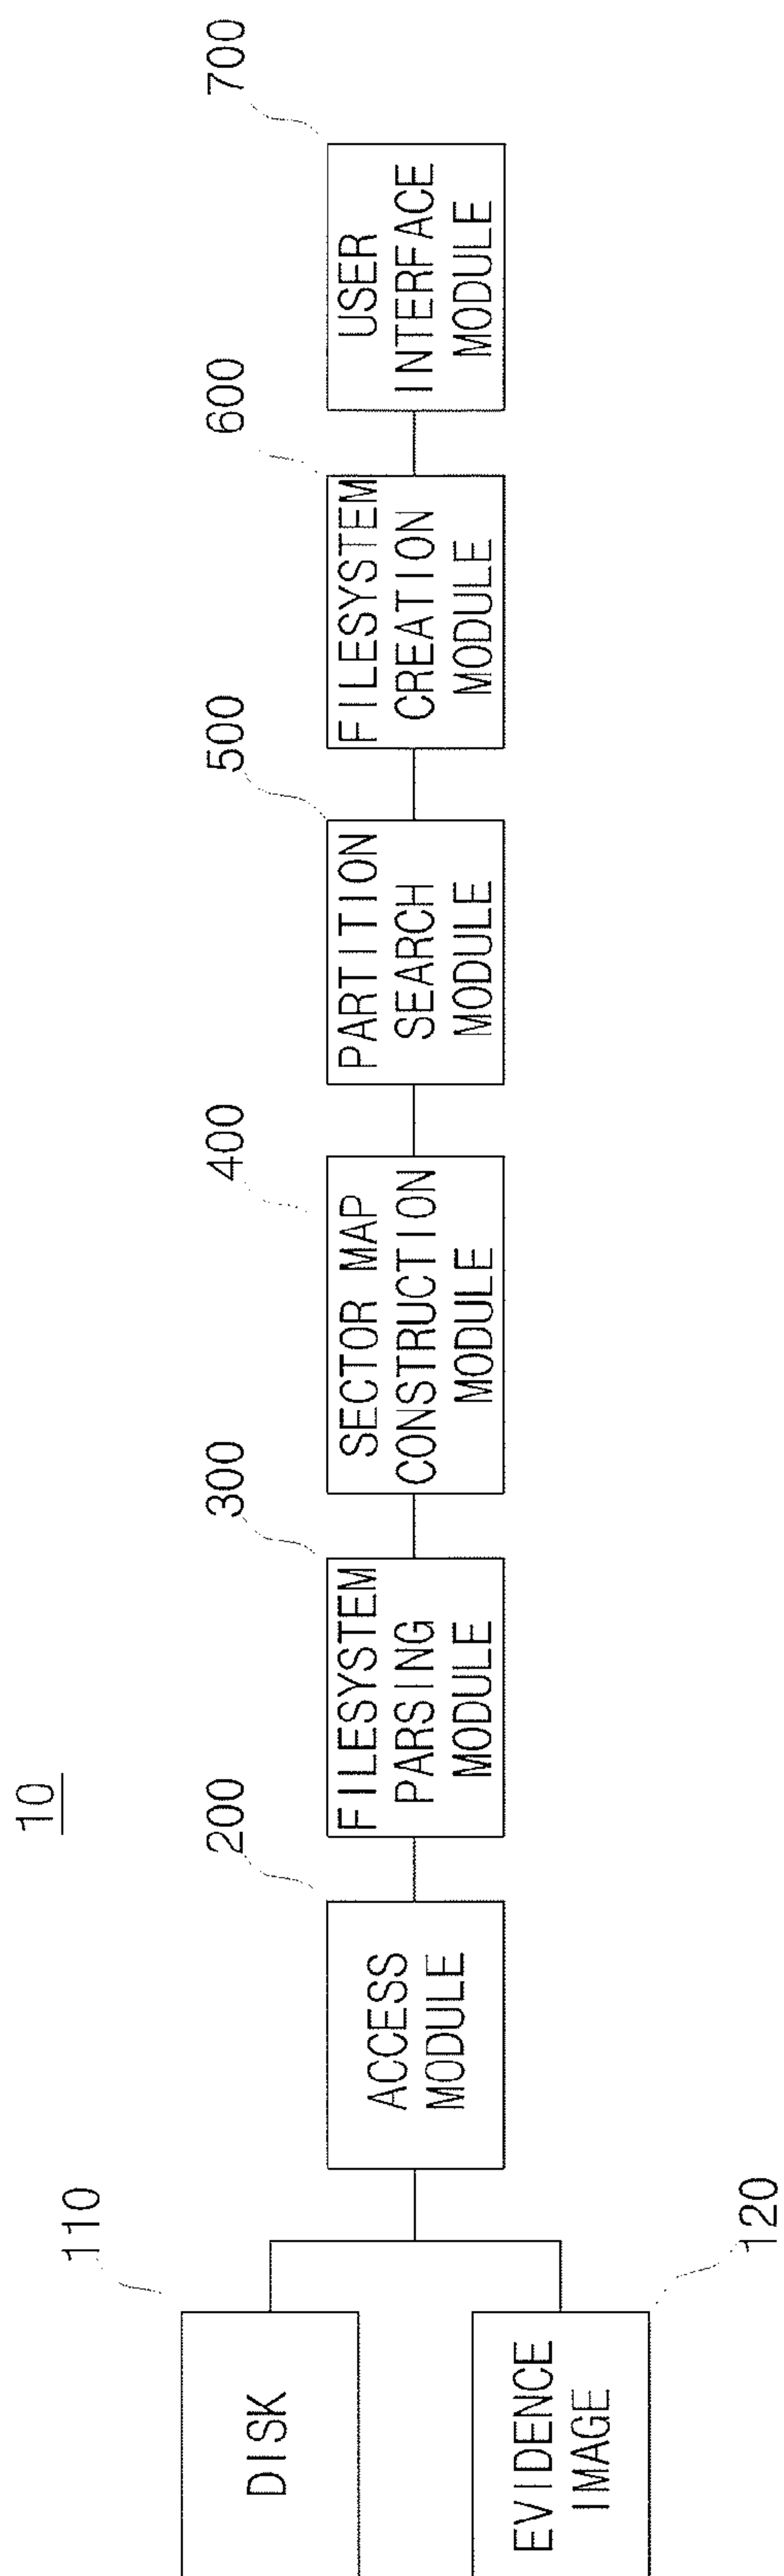 10
110
DISK
120
EVIDENCE
IMAGE
200
ACCESS
MODULE
300
FILESYSTEM
PARSING
MODULE
400
SECTOR MAP
CONSTRUCTION
MODULE
500
PARTITION
SEARCH
MODULE
600
FILESYSTEM
CREATION
MODULE
700
USER
INTERFACE
MODULE